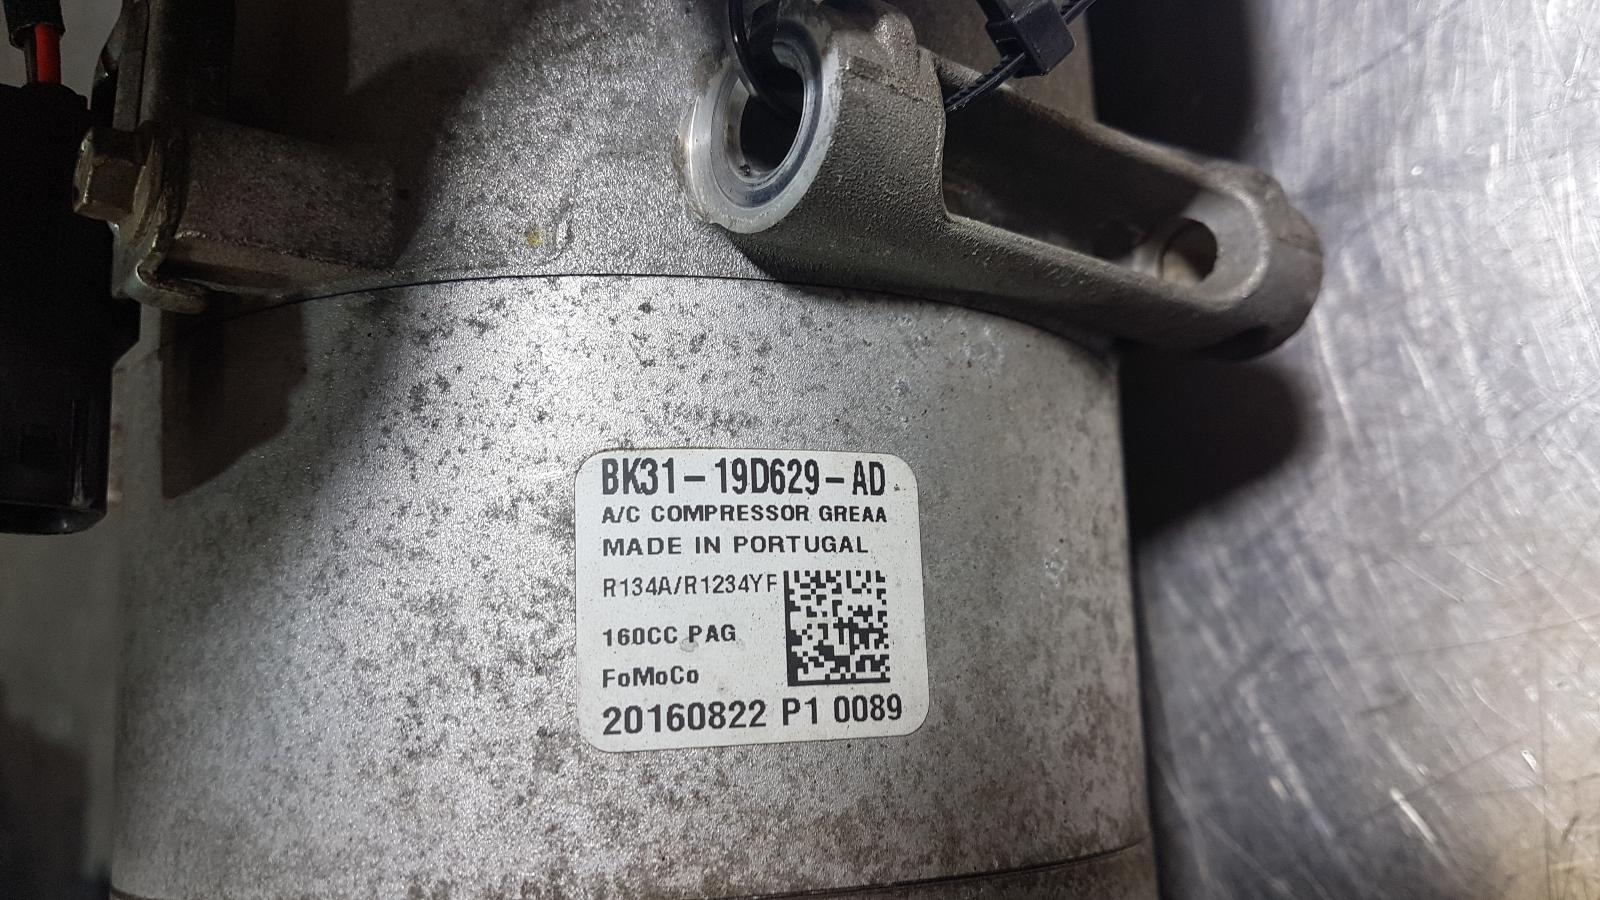 BK31-19D629-AD
A/C COMPRESSOR GREAA
MADE IN PORTUGAL
R134A/R1234YF
160CC PAG
FoMoCo
20160822 P1 0089